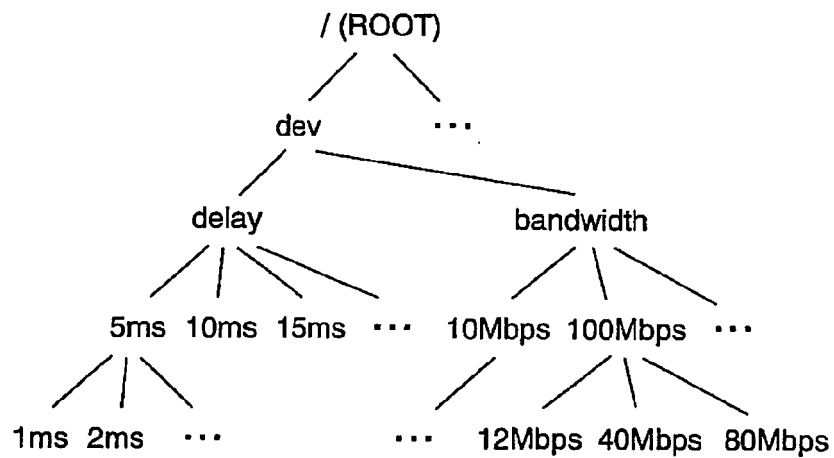 / (ROOT)
dev ...
delay bandwidth
5ms 10ms 15ms ... 10Mbps 100Mbps ...
1ms 2ms ... ... 12Mbps 40Mbps 80Mbps